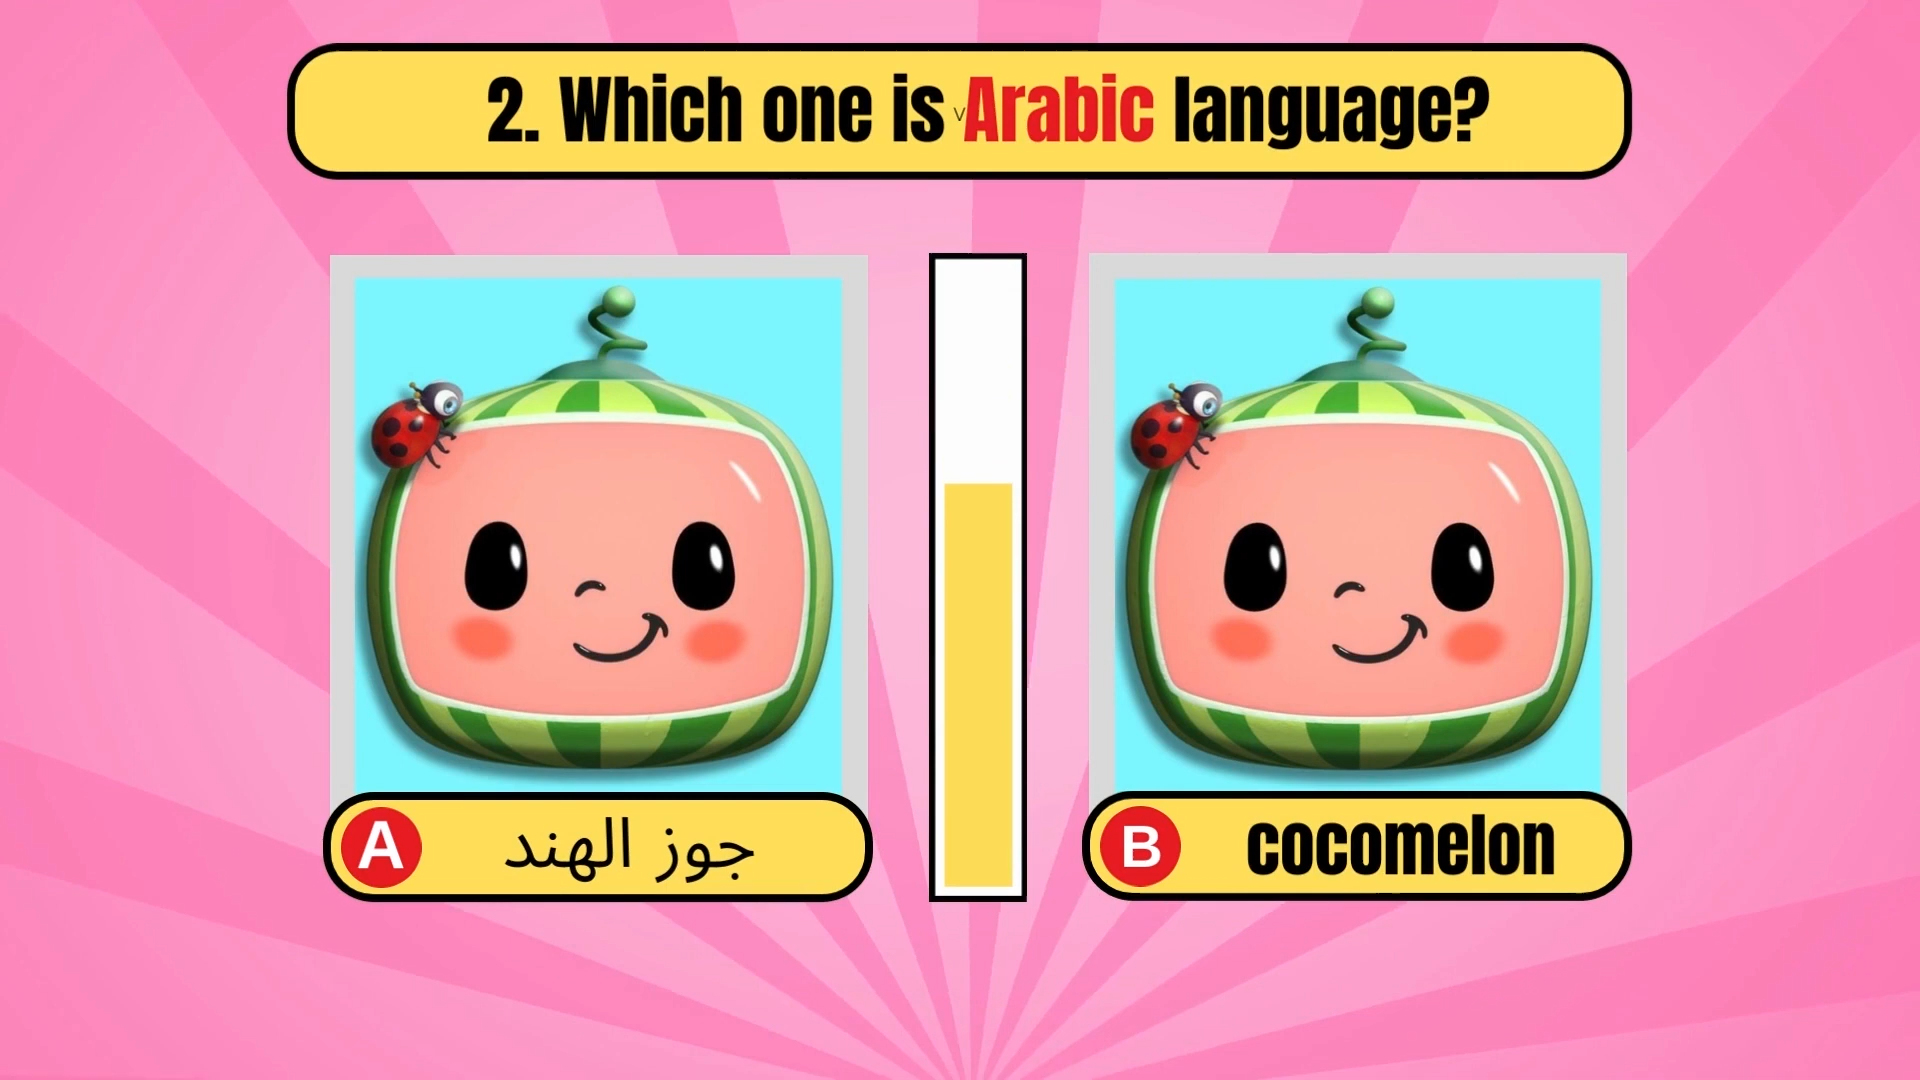 2. Which one is Arabic language?
A جوز الهند
B cocomelon